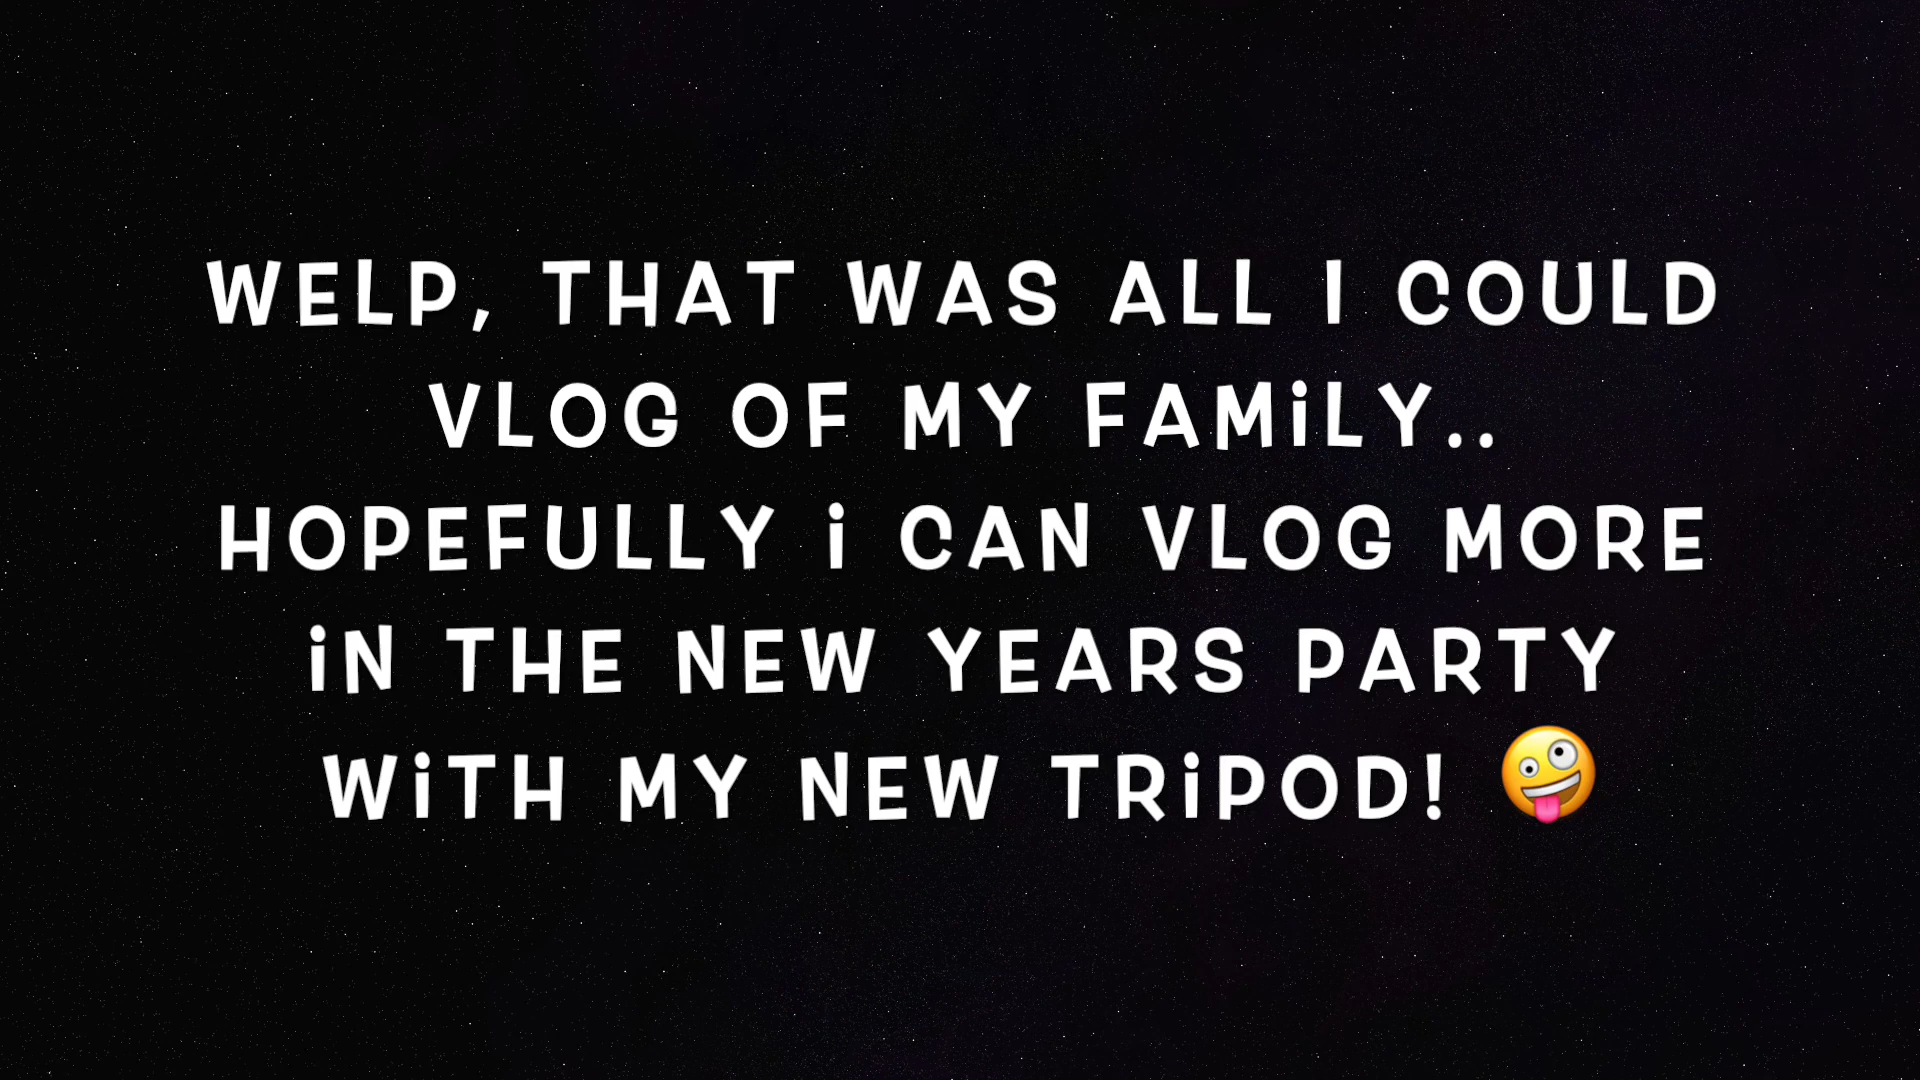 WELP, THAT WAS ALL I COULD
VLOG OF MY FAMiLY..
HOPEFULLY i CAN VLOG MORE
iN THE NEW YEARS PARTY
WiTH MY NEW TRiPOD! 🤪